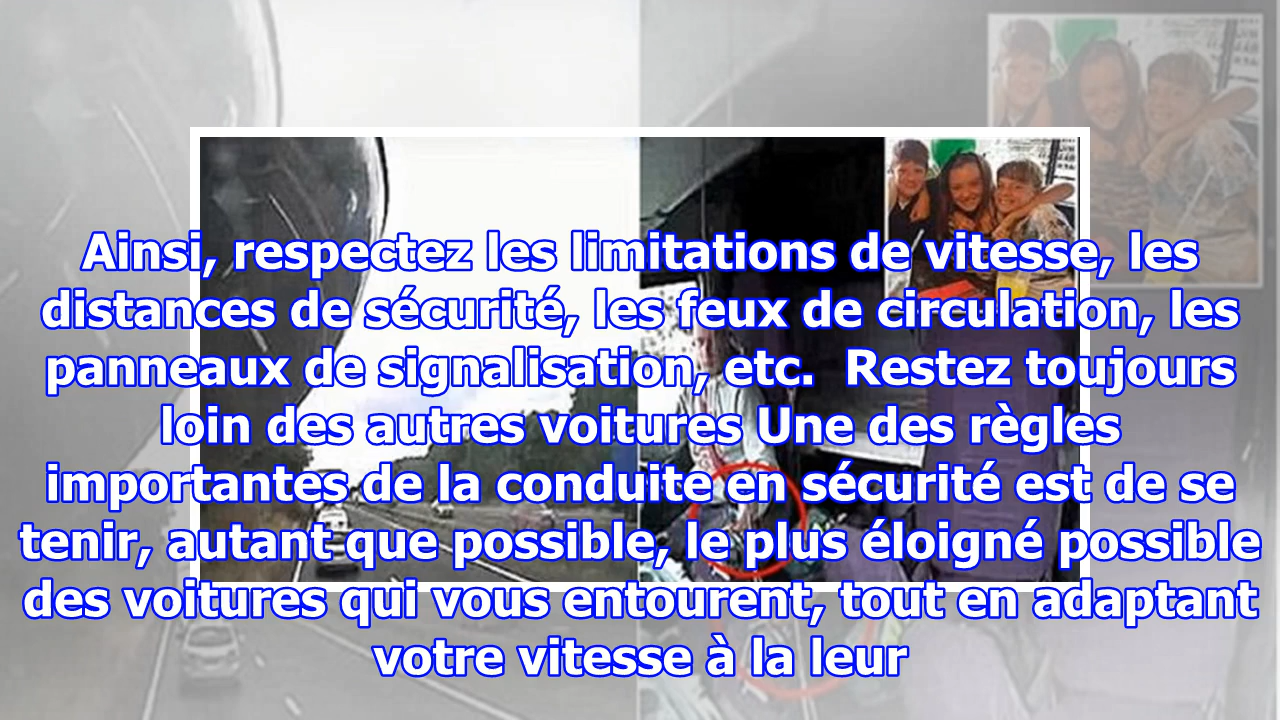 Ainsi, respectez les limitations de vitesse, les
distances de sécurité, les feux de circulation, les
panneaux de signalisation, etc.  Restez toujours
loin des autres voitures Une des règles
importantes de la conduite en sécurité est de se
tenir, autant que possible, le plus éloigné possible
des voitures qui vous entourent, tout en adaptant
votre vitesse à la leur